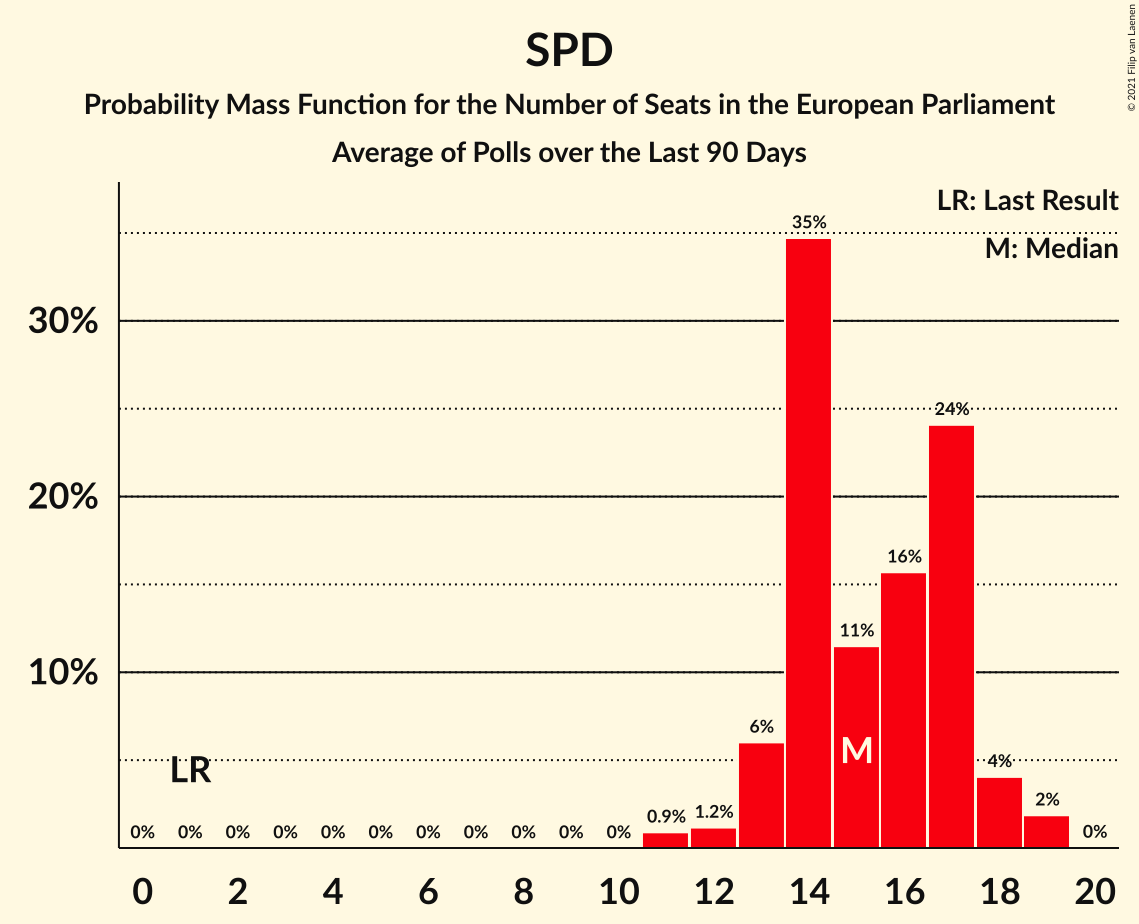 SPD
Probability Mass Function for the Number of Seats in the European Parliament
Average of Polls over the Last 90 Days
© 2021 Filip van Laenen
LR: Last Result
M: Median
35%
30%
24%
20%
16%
11%
10%
6%
M
LR
4%
2%
0% 0% 0% 0% 0% 0% 0% 0% 0% 0% 0% 0.9% 1.2% 0%
0 2 4 6 8 10 12 14 16 18 20